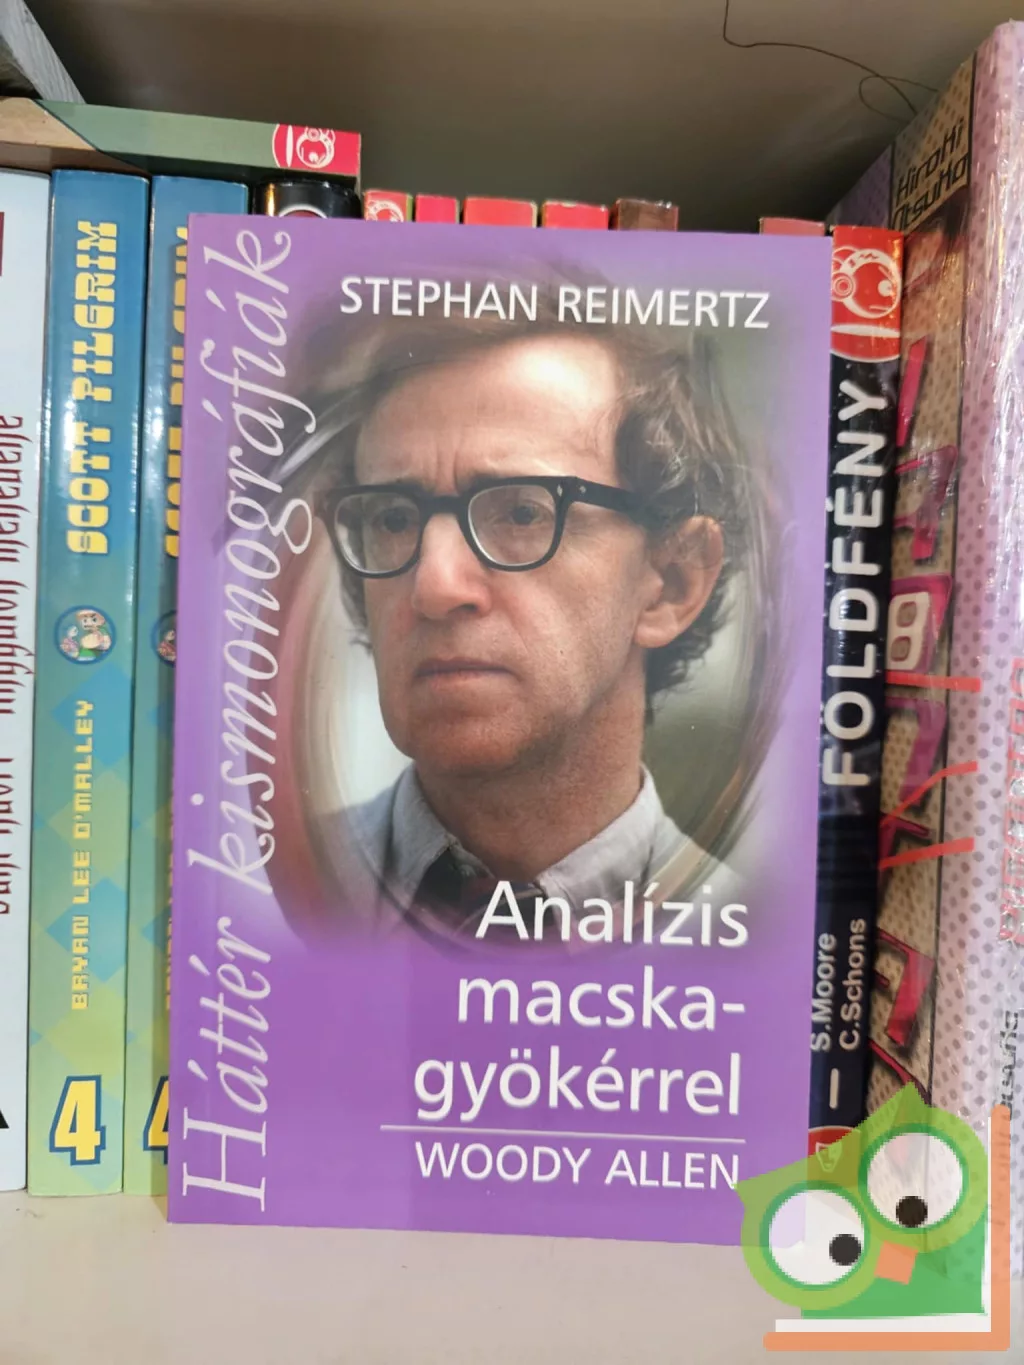 STEPHAN REIMERTZ
Háttér kismonográfiák
Analízis
macska-
gyökérrel
WOODY ALLEN
SCOTT PILGRIM
BRYAN LEE O'MALLEY
4
4
FÖLDFÉNY
S.Moore
C.Schons
HiroKi
OtsuKa